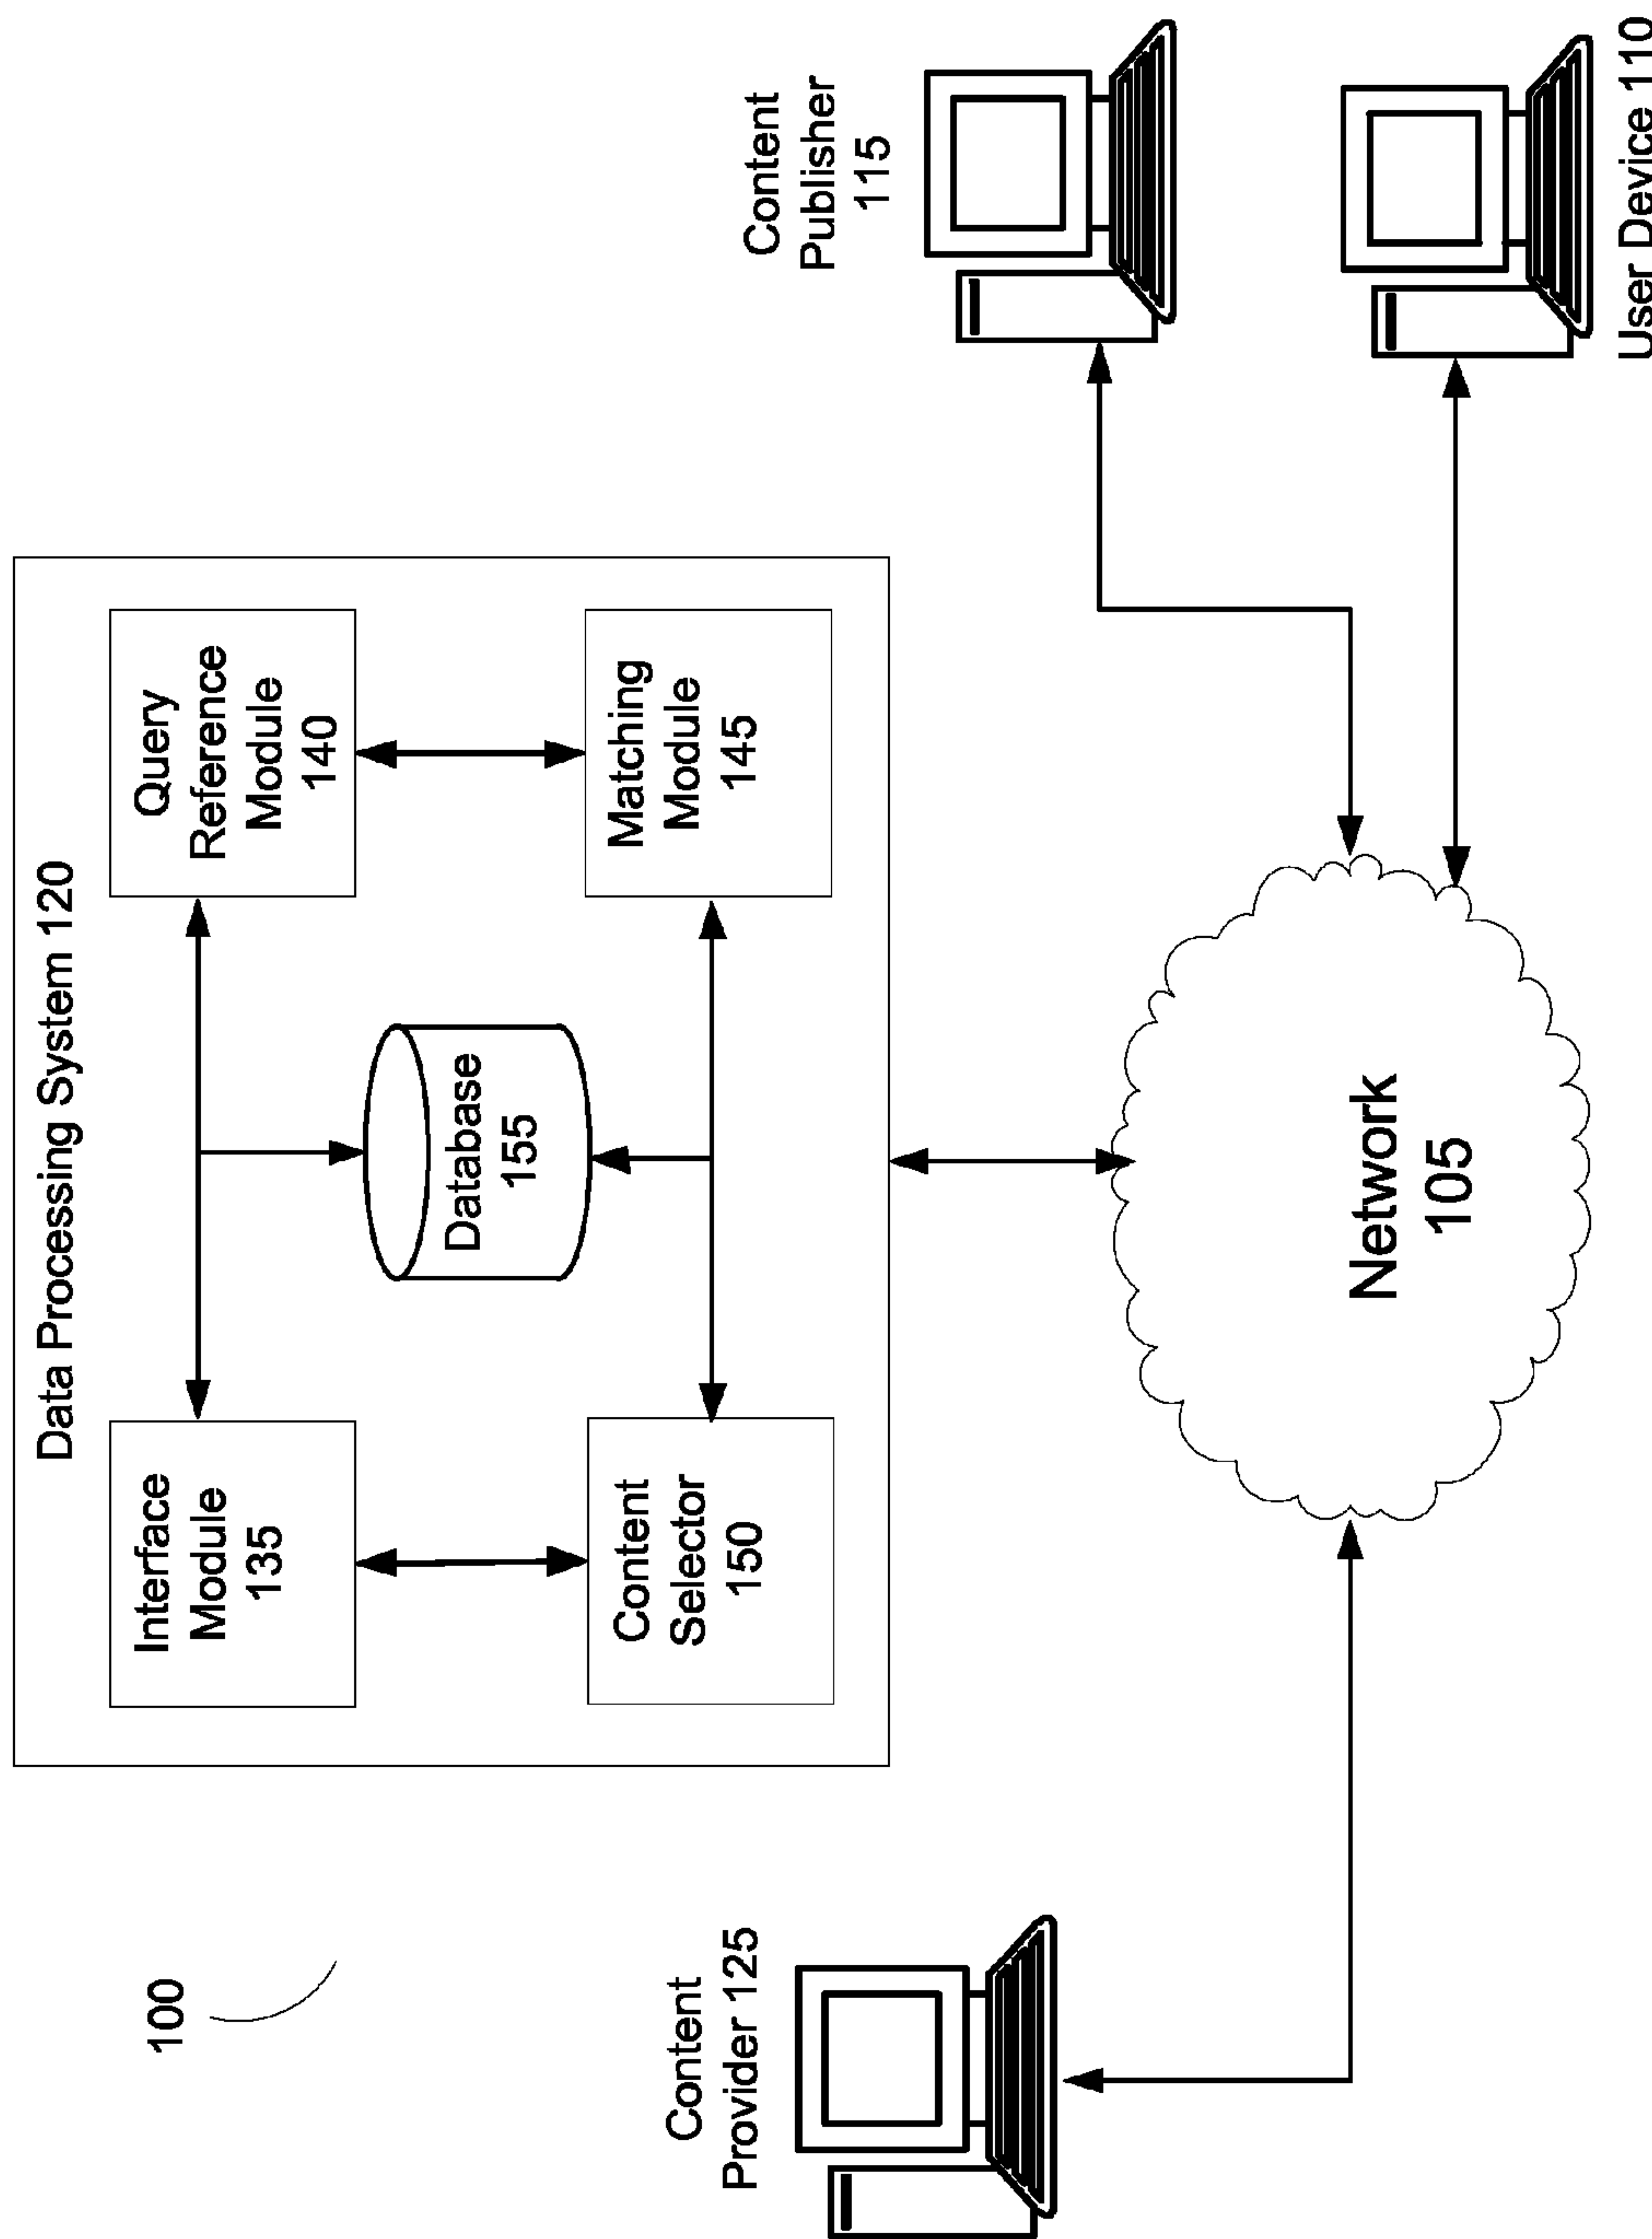 100
Data Processing System 120
Interface
Module
135
Query
Reference
Module
140
Database
155
Content
Selector
150
Matching
Module
145
Content
Provider 125
Content
Publisher
115
Network
105
User Device 110